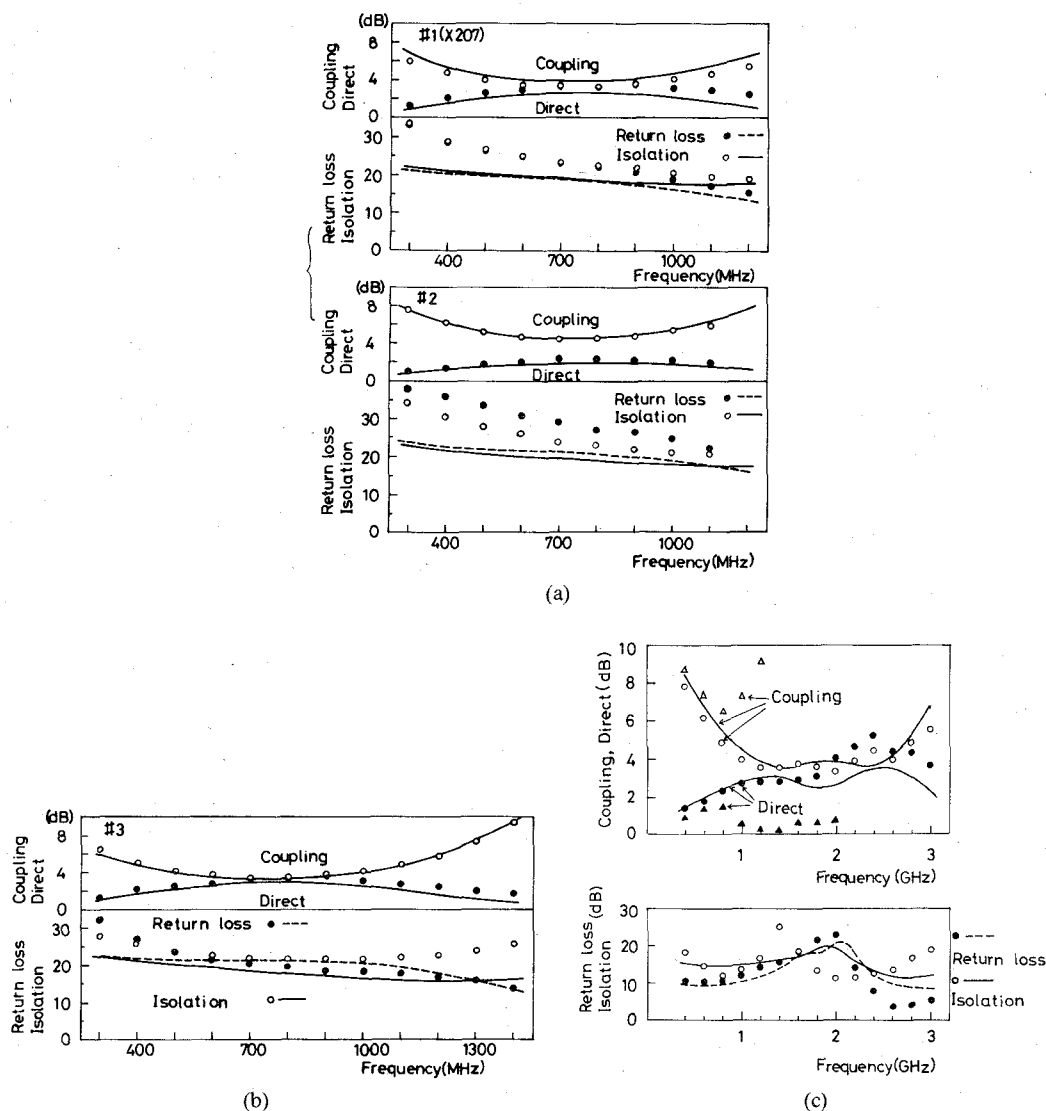 (dB)
#1(X207)
8
4
0
Coupling
Direct
Coupling
Direct
30
20
10
0
Return loss
Isolation
Return loss
Isolation
400
700
1000
Frequency(MHz)
(dB)
#2
8
4
0
Coupling
Direct
Coupling
Direct
30
20
10
0
Return loss
Isolation
Return loss
Isolation
400
700
1000
Frequency(MHz)
(a)
(dB)
#3
8
4
0
Coupling
Direct
Coupling
Direct
30
20
10
0
Return loss
Isolation
Return loss
Isolation
400
700
1000
1300
Frequency(MHz)
(b)
10
8
6
4
2
0
Coupling, Direct (dB)
Coupling
Direct
1
2
3
Frequency (GHz)
30
20
10
0
Return loss (dB)
Isolation
Return loss
Isolation
1
2
3
Frequency(GHz)
(c)